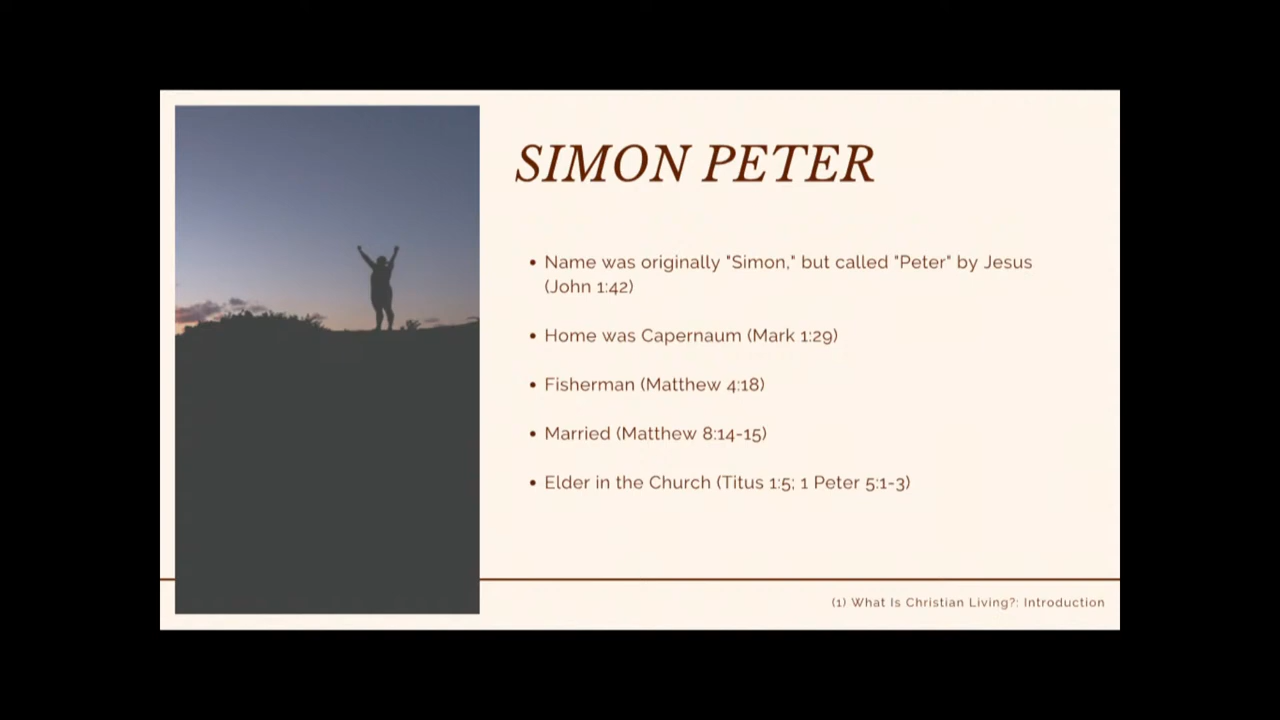 SIMON PETER
• Name was originally "Simon," but called "Peter" by Jesus
(John 1:42)
• Home was Capernaum (Mark 1:29)
• Fisherman (Matthew 4:18)
• Married (Matthew 8:14-15)
• Elder in the Church (Titus 1:5; 1 Peter 5:1-3)
(1) What Is Christian Living?: Introduction